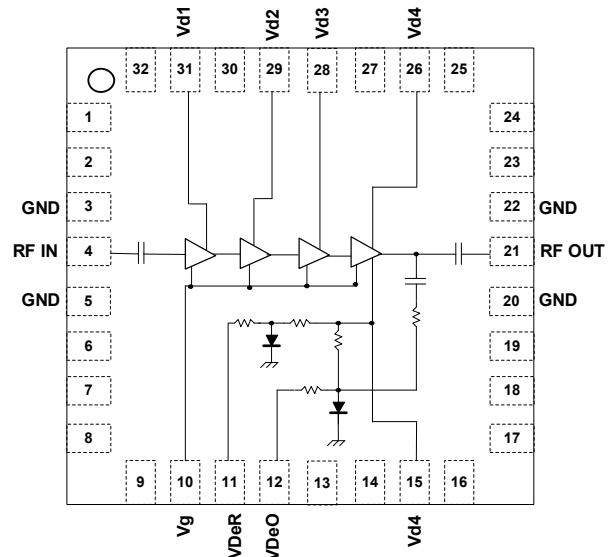 Vd1 Vd2 Vd3 Vd4
32 31 30 29 28 27 26 25
1 24
2 23
GND 3 22 GND
RF IN 4 21 RF OUT
GND 5 20 GND
6 19
7 18
8 17
9 10 11 12 13 14 15 16
Vg VDeR VDeO Vd4